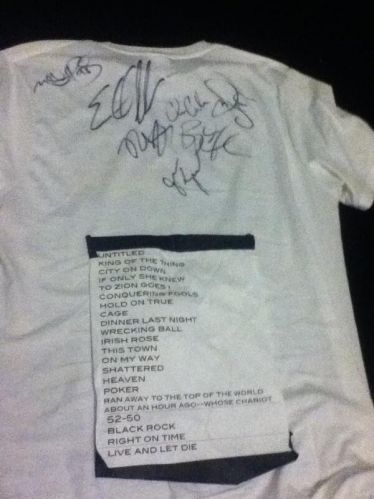 UNTITLED
KING OF THE THING
CITY ON DOWN
IF ONLY SHE KNEW
TO ZION GOES I
CONQUERING FOOLS
HOLD ON TRUE
CAGE
DINNER LAST NIGHT
WRECKING BALL
IRISH ROSE
THIS TOWN
ON MY WAY
SHATTERED
HEAVEN
POKER
RAN AWAY TO THE TOP OF THE WORLD
ABOUT AN HOUR AGO--WHOSE CHARIOT
52-50
BLACK ROCK
RIGHT ON TIME
LIVE AND LET DIE